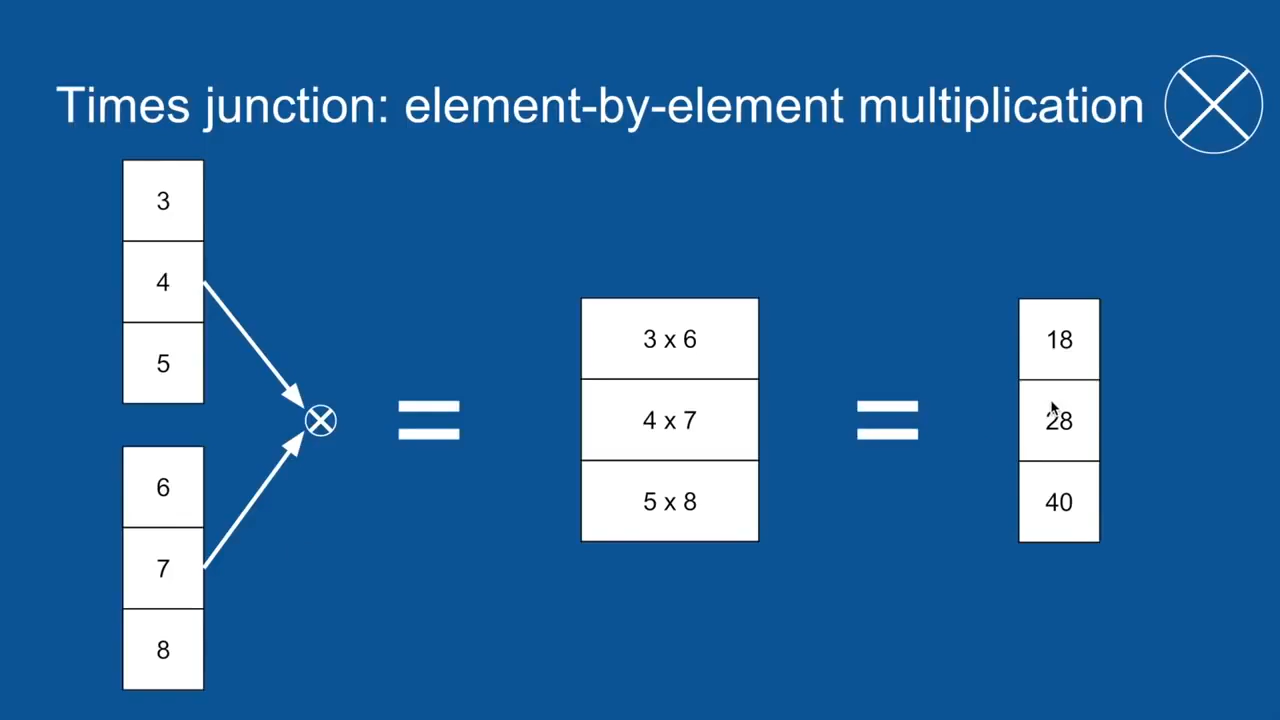 Times junction: element-by-element multiplication
3
4
5
6
7
8
=
3 x 6
4 x 7
5 x 8
=
18
28
40